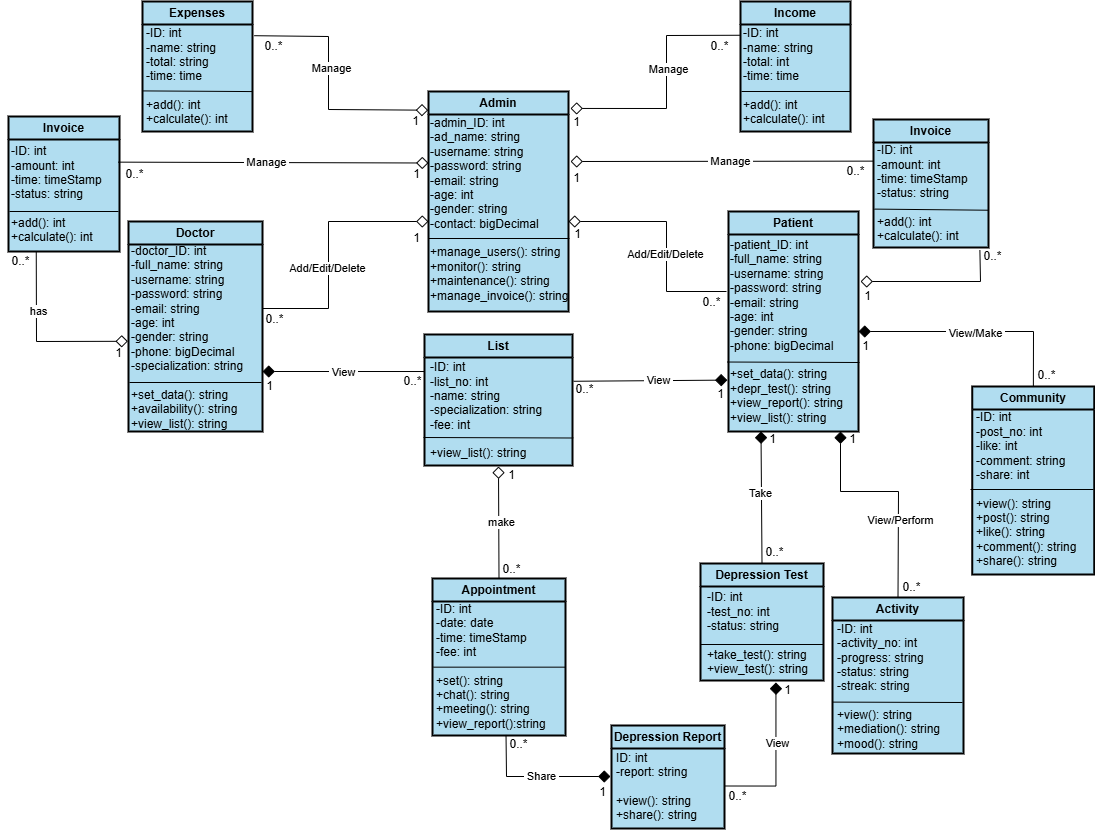 Expenses
-ID: int
-name: string
-total: string
-time: time
+add(): int
+calculate(): int
0..*
Manage
1
Income
-ID: int
-name: string
-total: int
-time: time
+add(): int
+calculate(): int
0..*
Manage
1
Admin
-admin_ID: int
-ad_name: string
-username: string
-password: string
-email: string
-age: int
-gender: string
-contact: bigDecimal
+manage_users(): string
+monitor(): string
+maintenance(): string
+manage_invoice(): string
Invoice
-ID: int
-amount: int
-time: timeStamp
-status: string
+add(): int
+calculate(): int
0..*
Manage
1
0..*
has
1
Invoice
-ID: int
-amount: int
-time: timeStamp
-status: string
+add(): int
+calculate(): int
1
Manage
0..*
0..*
1
Doctor
-doctor_ID: int
-full_name: string
-username: string
-password: string
-email: string
-age: int
-gender: string
-phone: bigDecimal
-specialization: string
+set_data(): string
+availability(): string
+view_list(): string
1
Add/Edit/Delete
0..*
1
View
0..*
Patient
-patient_ID: int
-full_name: string
-username: string
-password: string
-email: string
-age: int
-gender: string
-phone: bigDecimal
+set_data(): string
+depr_test(): string
+view_report(): string
+view_list(): string
1
Add/Edit/Delete
0..*
List
-ID: int
-list_no: int
-name: string
-specialization: string
-fee: int
+view_list(): string
0..*
View
1
1
View/Make
0..*
Community
-ID: int
-post_no: int
-like: int
-comment: string
-share: int
+view(): string
+post(): string
+like(): string
+comment(): string
+share(): string
1
make
0..*
1
Take
0..*
1
View/Perform
0..*
Appointment
-ID: int
-date: date
-time: timeStamp
-fee: int
+set(): string
+chat(): string
+meeting(): string
+view_report():string
Depression Test
-ID: int
-test_no: int
-status: string
+take_test(): string
+view_test(): string
Activity
-ID: int
-activity_no: int
-progress: string
-status: string
-streak: string
+view(): string
+mediation(): string
+mood(): string
1
View
0..*
Depression Report
ID: int
-report: string
+view(): string
+share(): string
0..*
Share
1